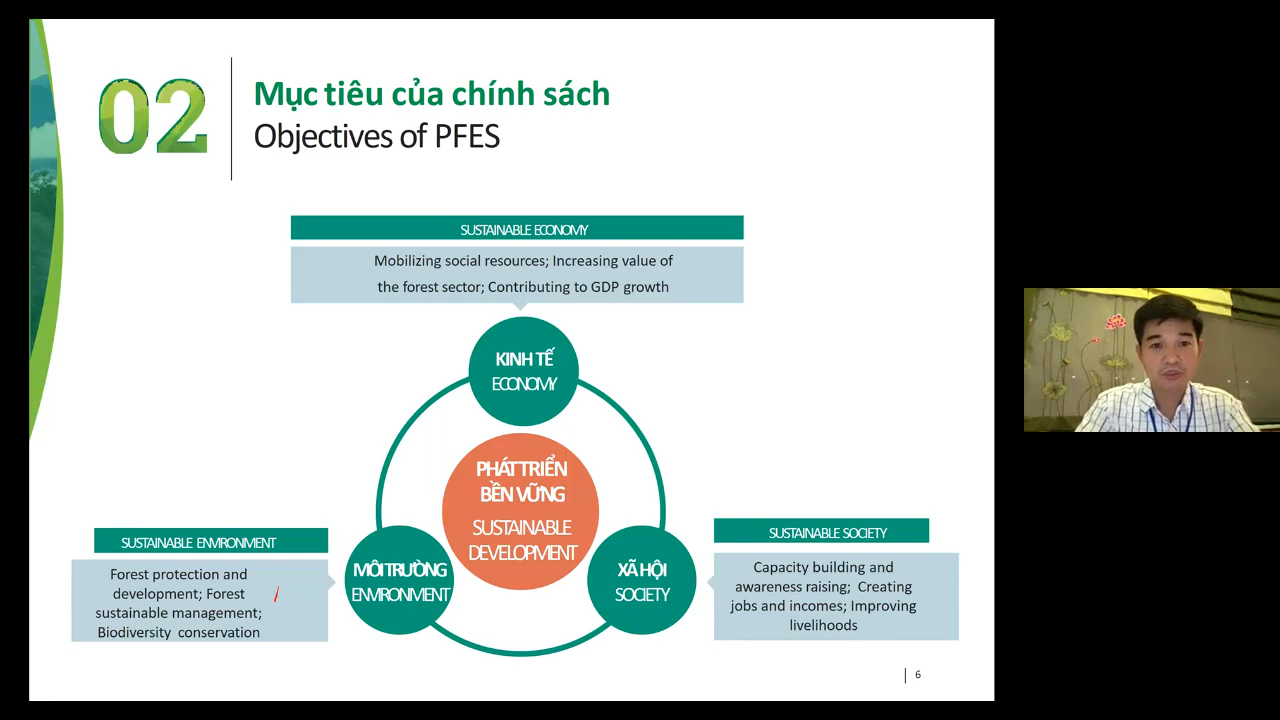 02
Mục tiêu của chính sách
Objectives of PFES
SUSTAINABLE ECONOMY
Mobilizing social resources; Increasing value of
the forest sector; Contributing to GDP growth
KINH TẾ
ECONOMY
PHÁT TRIỂN
BỀN VỮNG
SUSTAINABLE
DEVELOPMENT
SUSTAINABLE ENVIRONMENT
Forest protection and
development; Forest
sustainable management;
Biodiversity conservation
MÔI TRƯỜNG
ENVIRONMENT
XÃ HỘI
SOCIETY
SUSTAINABLE SOCIETY
Capacity building and
awareness raising; Creating
jobs and incomes; Improving
livelihoods
6